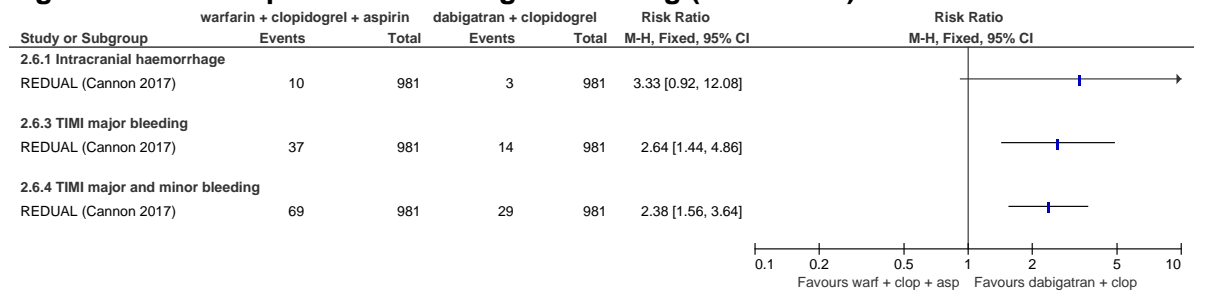 warfarin + clopidogrel + aspirin dabigatran + clopidogrel Risk Ratio Risk Ratio
Study or Subgroup Events Total Events Total M-H, Fixed, 95% CI M-H, Fixed, 95% CI
2.6.1 Intracranial haemorrhage
REDUAL (Cannon 2017) 10 981 3 981 3.33 [0.92, 12.08]
2.6.3 TIMI major bleeding
REDUAL (Cannon 2017) 37 981 14 981 2.64 [1.44, 4.86]
2.6.4 TIMI major and minor bleeding
REDUAL (Cannon 2017) 69 981 29 981 2.38 [1.56, 3.64]
0.1 0.2 0.5 1 2 5 10
Favours warf + clop + asp Favours dabigatran + clop